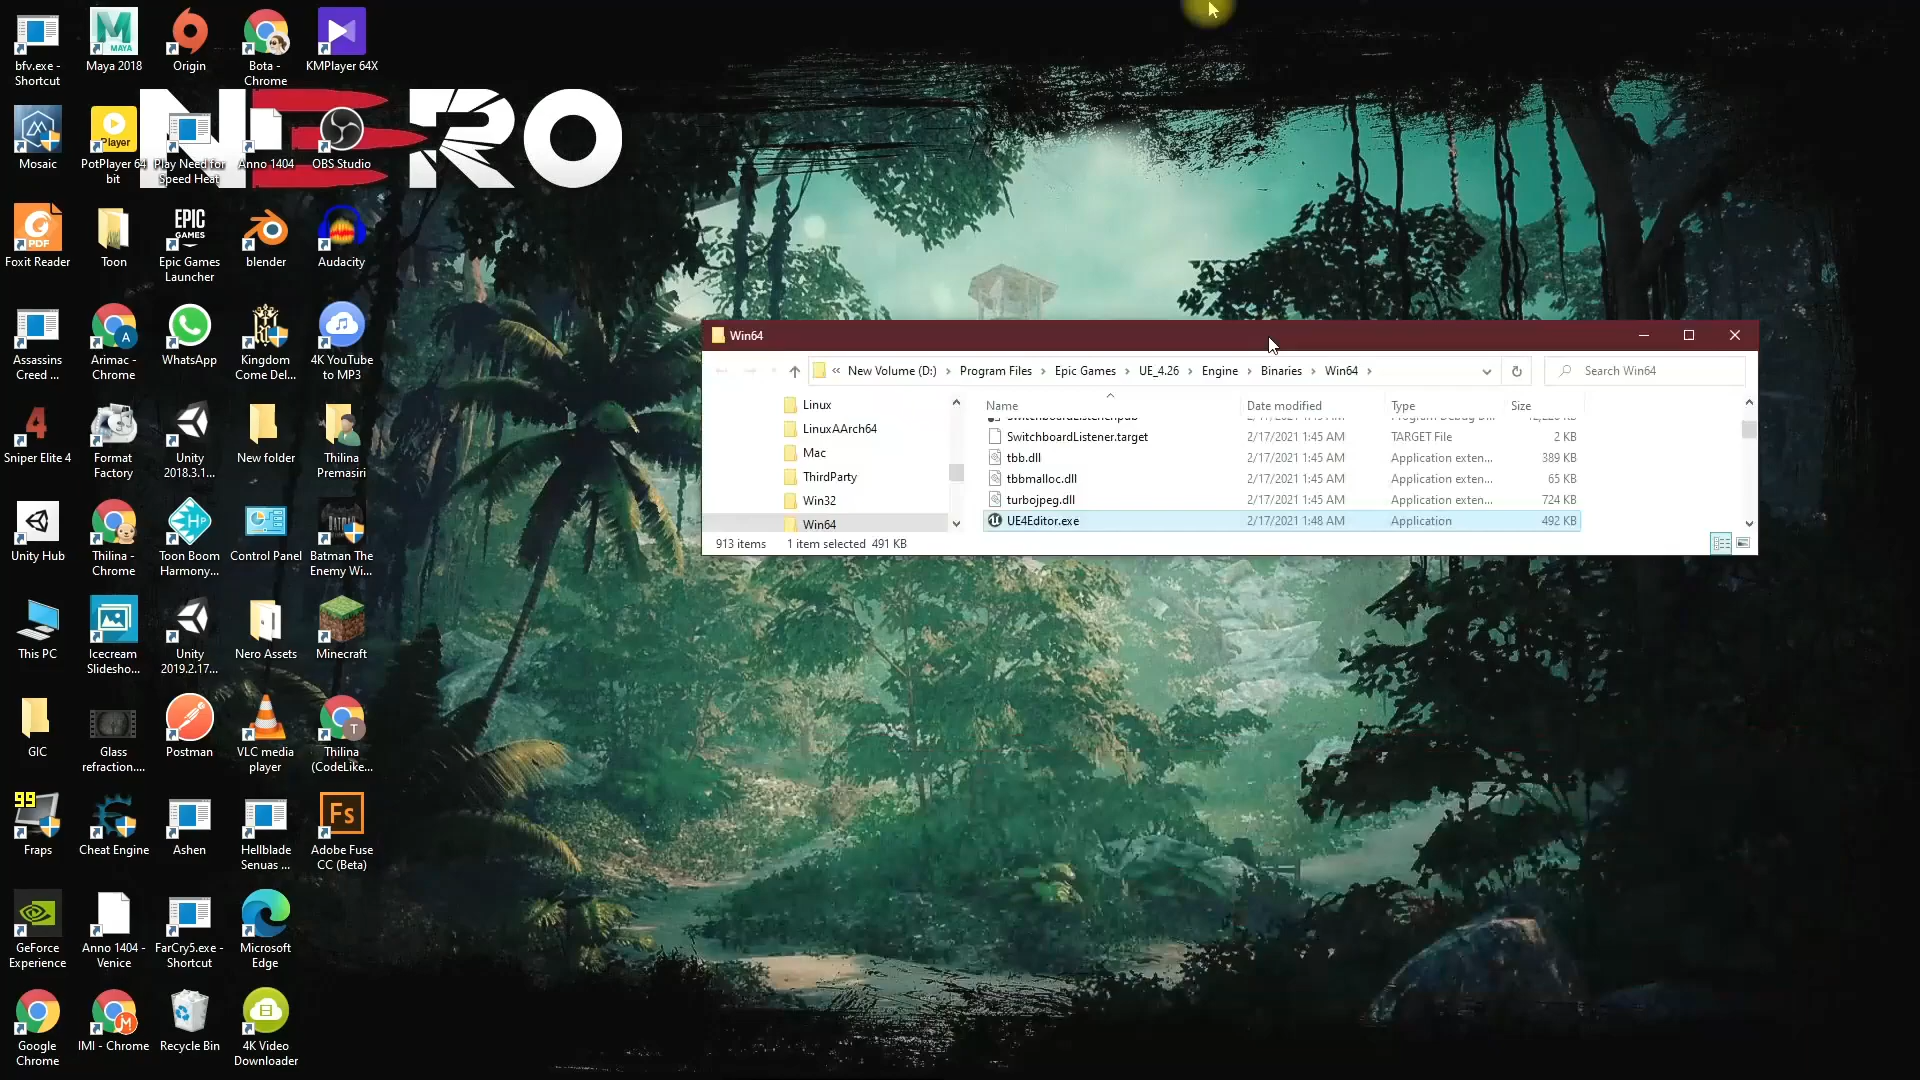 bfv.exe -
Shortcut
Maya 2018
Origin
Bota -
Chrome
KMPlayer 64X
MAYA
NERO
Mosaic
Player
PotPlayer 64
bit
Play Need for
Speed Heat
Anno 1404
OBS Studio
PDF
Foxit Reader
Toon
EPIC
GAMES
Epic Games
Launcher
blender
Audacity
Assassins
Creed ...
A
Arimac -
Chrome
WhatsApp
Kingdom
Come Del...
4K YouTube
to MP3
4
Sniper Elite 4
Format
Factory
Unity
2018.3.1...
New folder
Thilina
Premasiri
Unity Hub
Thilina -
Chrome
Toon Boom
Harmony...
Control Panel
Batman The
Enemy Wi...
This PC
Icecream
Slidesho...
Unity
2019.2.17...
Nero Assets
Minecraft
GIC
Glass
refraction....
Postman
VLC media
player
T
Thilina
(CodeLike...
99
Fraps
Cheat Engine
Ashen
Hellblade
Senuas ...
Fs
Adobe Fuse
CC (Beta)
GeForce
Experience
Anno 1404 -
Venice
FarCry5.exe -
Shortcut
Microsoft
Edge
Google
Chrome
M
IMI - Chrome
Recycle Bin
4K Video
Downloader
Win64
« New Volume (D:) › Program Files › Epic Games › UE_4.26 › Engine › Binaries › Win64 ›
Search Win64
Linux
LinuxAArch64
Mac
ThirdParty
Win32
Win64
Name Date modified Type Size
SwitchboardListener.target 2/17/2021 1:45 AM TARGET File 2 KB
tbb.dll 2/17/2021 1:45 AM Application exten... 389 KB
tbbmalloc.dll 2/17/2021 1:45 AM Application exten... 65 KB
turbojpeg.dll 2/17/2021 1:45 AM Application exten... 724 KB
UE4Editor.exe 2/17/2021 1:48 AM Application 492 KB
913 items 1 item selected 491 KB